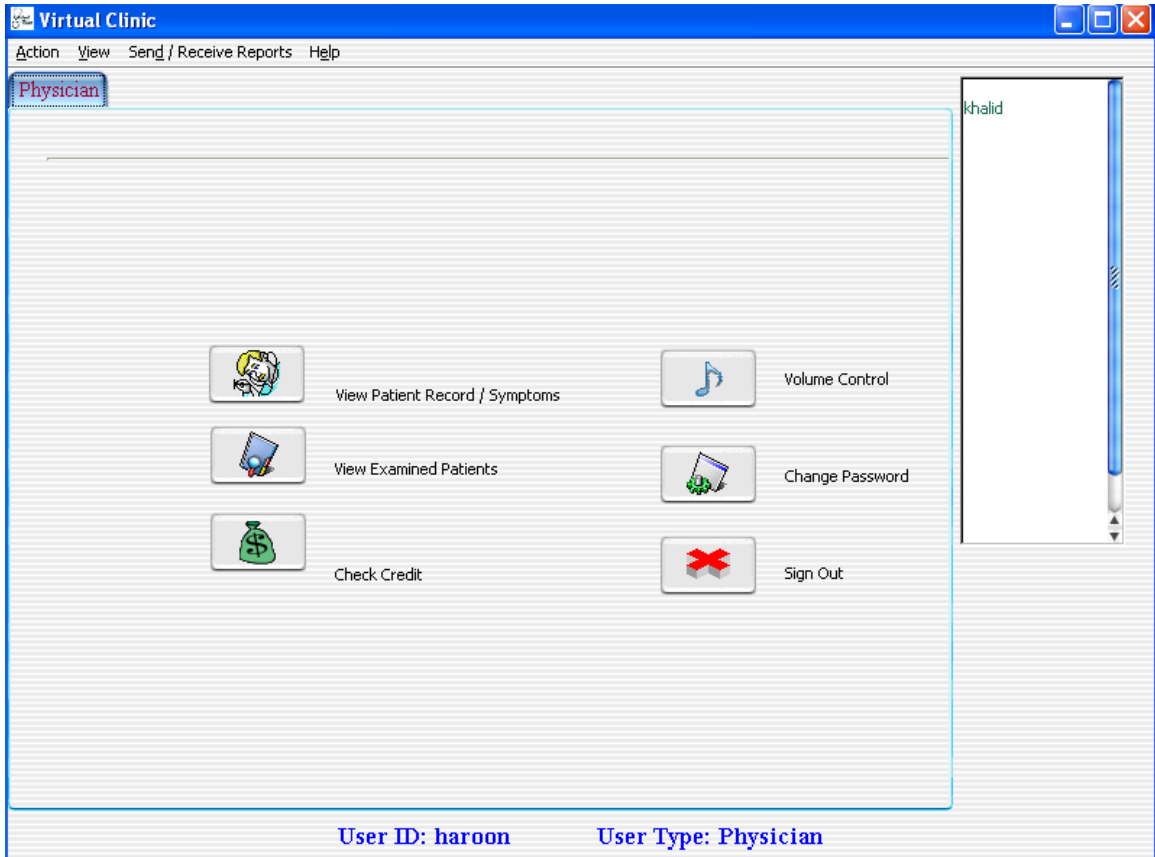 Virtual Clinic
Action View Send / Receive Reports Help
Physician
khalid
View Patient Record / Symptoms
Volume Control
View Examined Patients
Change Password
Check Credit
Sign Out
User ID: haroon User Type: Physician